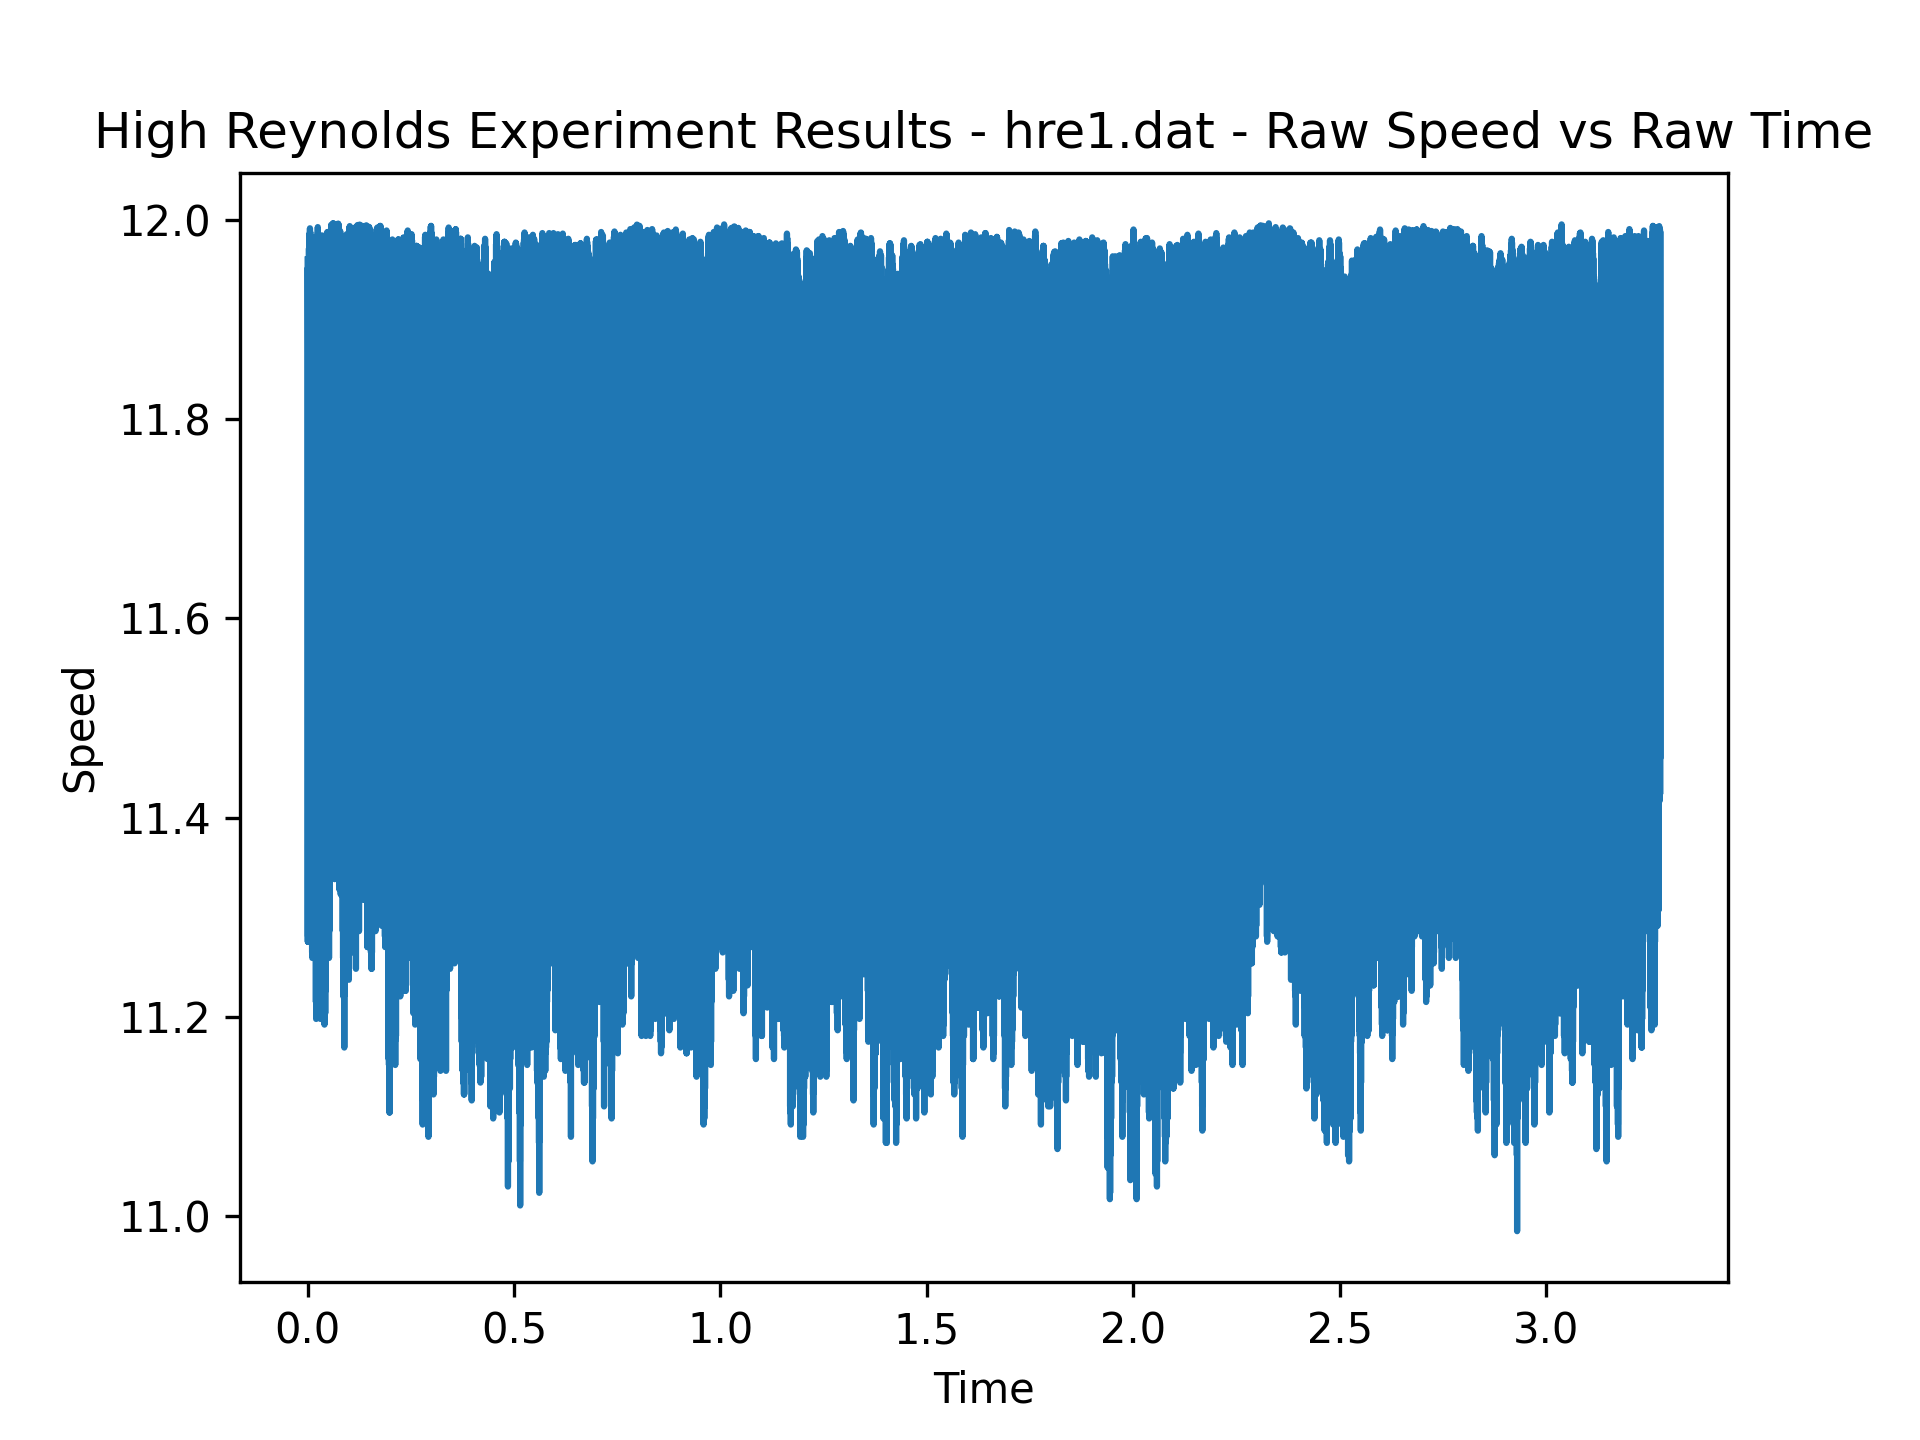 High Reynolds Experiment Results - hre1.dat - Raw Speed vs Raw Time
12.0
11.8
11.6
11.4
11.2
11.0
Speed
0.0 0.5 1.0 1.5 2.0 2.5 3.0
Time